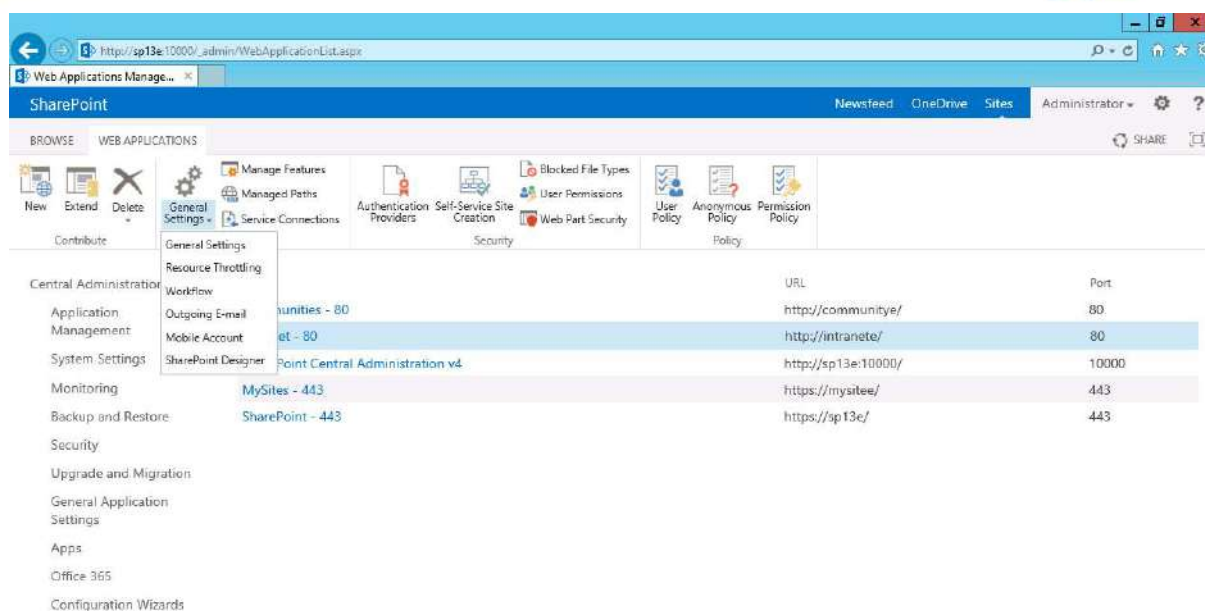 http://sp13e:10000/_admin/WebApplicationList.aspx
Web Applications Manage...
SharePoint
Newsfeed OneDrive Sites Administrator ?
BROWSE WEB APPLICATIONS
SHARE
New Extend Delete
General Settings
Manage Features
Managed Paths
Service Connections
Authentication Providers
Self-Service Site Creation
Blocked File Types
User Permissions
Web Part Security
User Policy
Anonymous Policy
Permission Policy
Contribute
Security
Policy
General Settings
Resource Throttling
Workflow
Outgoing E-mail
Mobile Account
SharePoint Designer
Central Administration
Application
Management
System Settings
Monitoring
Backup and Restore
Security
Upgrade and Migration
General Application
Settings
Apps
Office 365
Configuration Wizards
URL Port
unities - 80 http://communitye/ 80
et - 80 http://intranete/ 80
Point Central Administration v4 http://sp13e:10000/ 10000
MySites - 443 https://mysitee/ 443
SharePoint - 443 https://sp13e/ 443